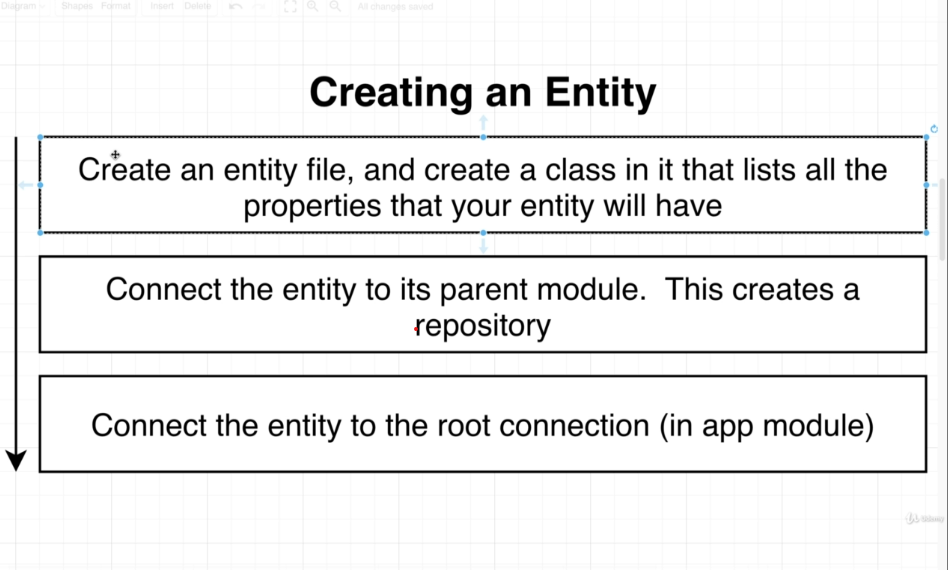 Diagram Shapes Format Insert Delete All changes saved
Creating an Entity
Create an entity file, and create a class in it that lists all the
properties that your entity will have
Connect the entity to its parent module. This creates a
repository
Connect the entity to the root connection (in app module)
Udemy